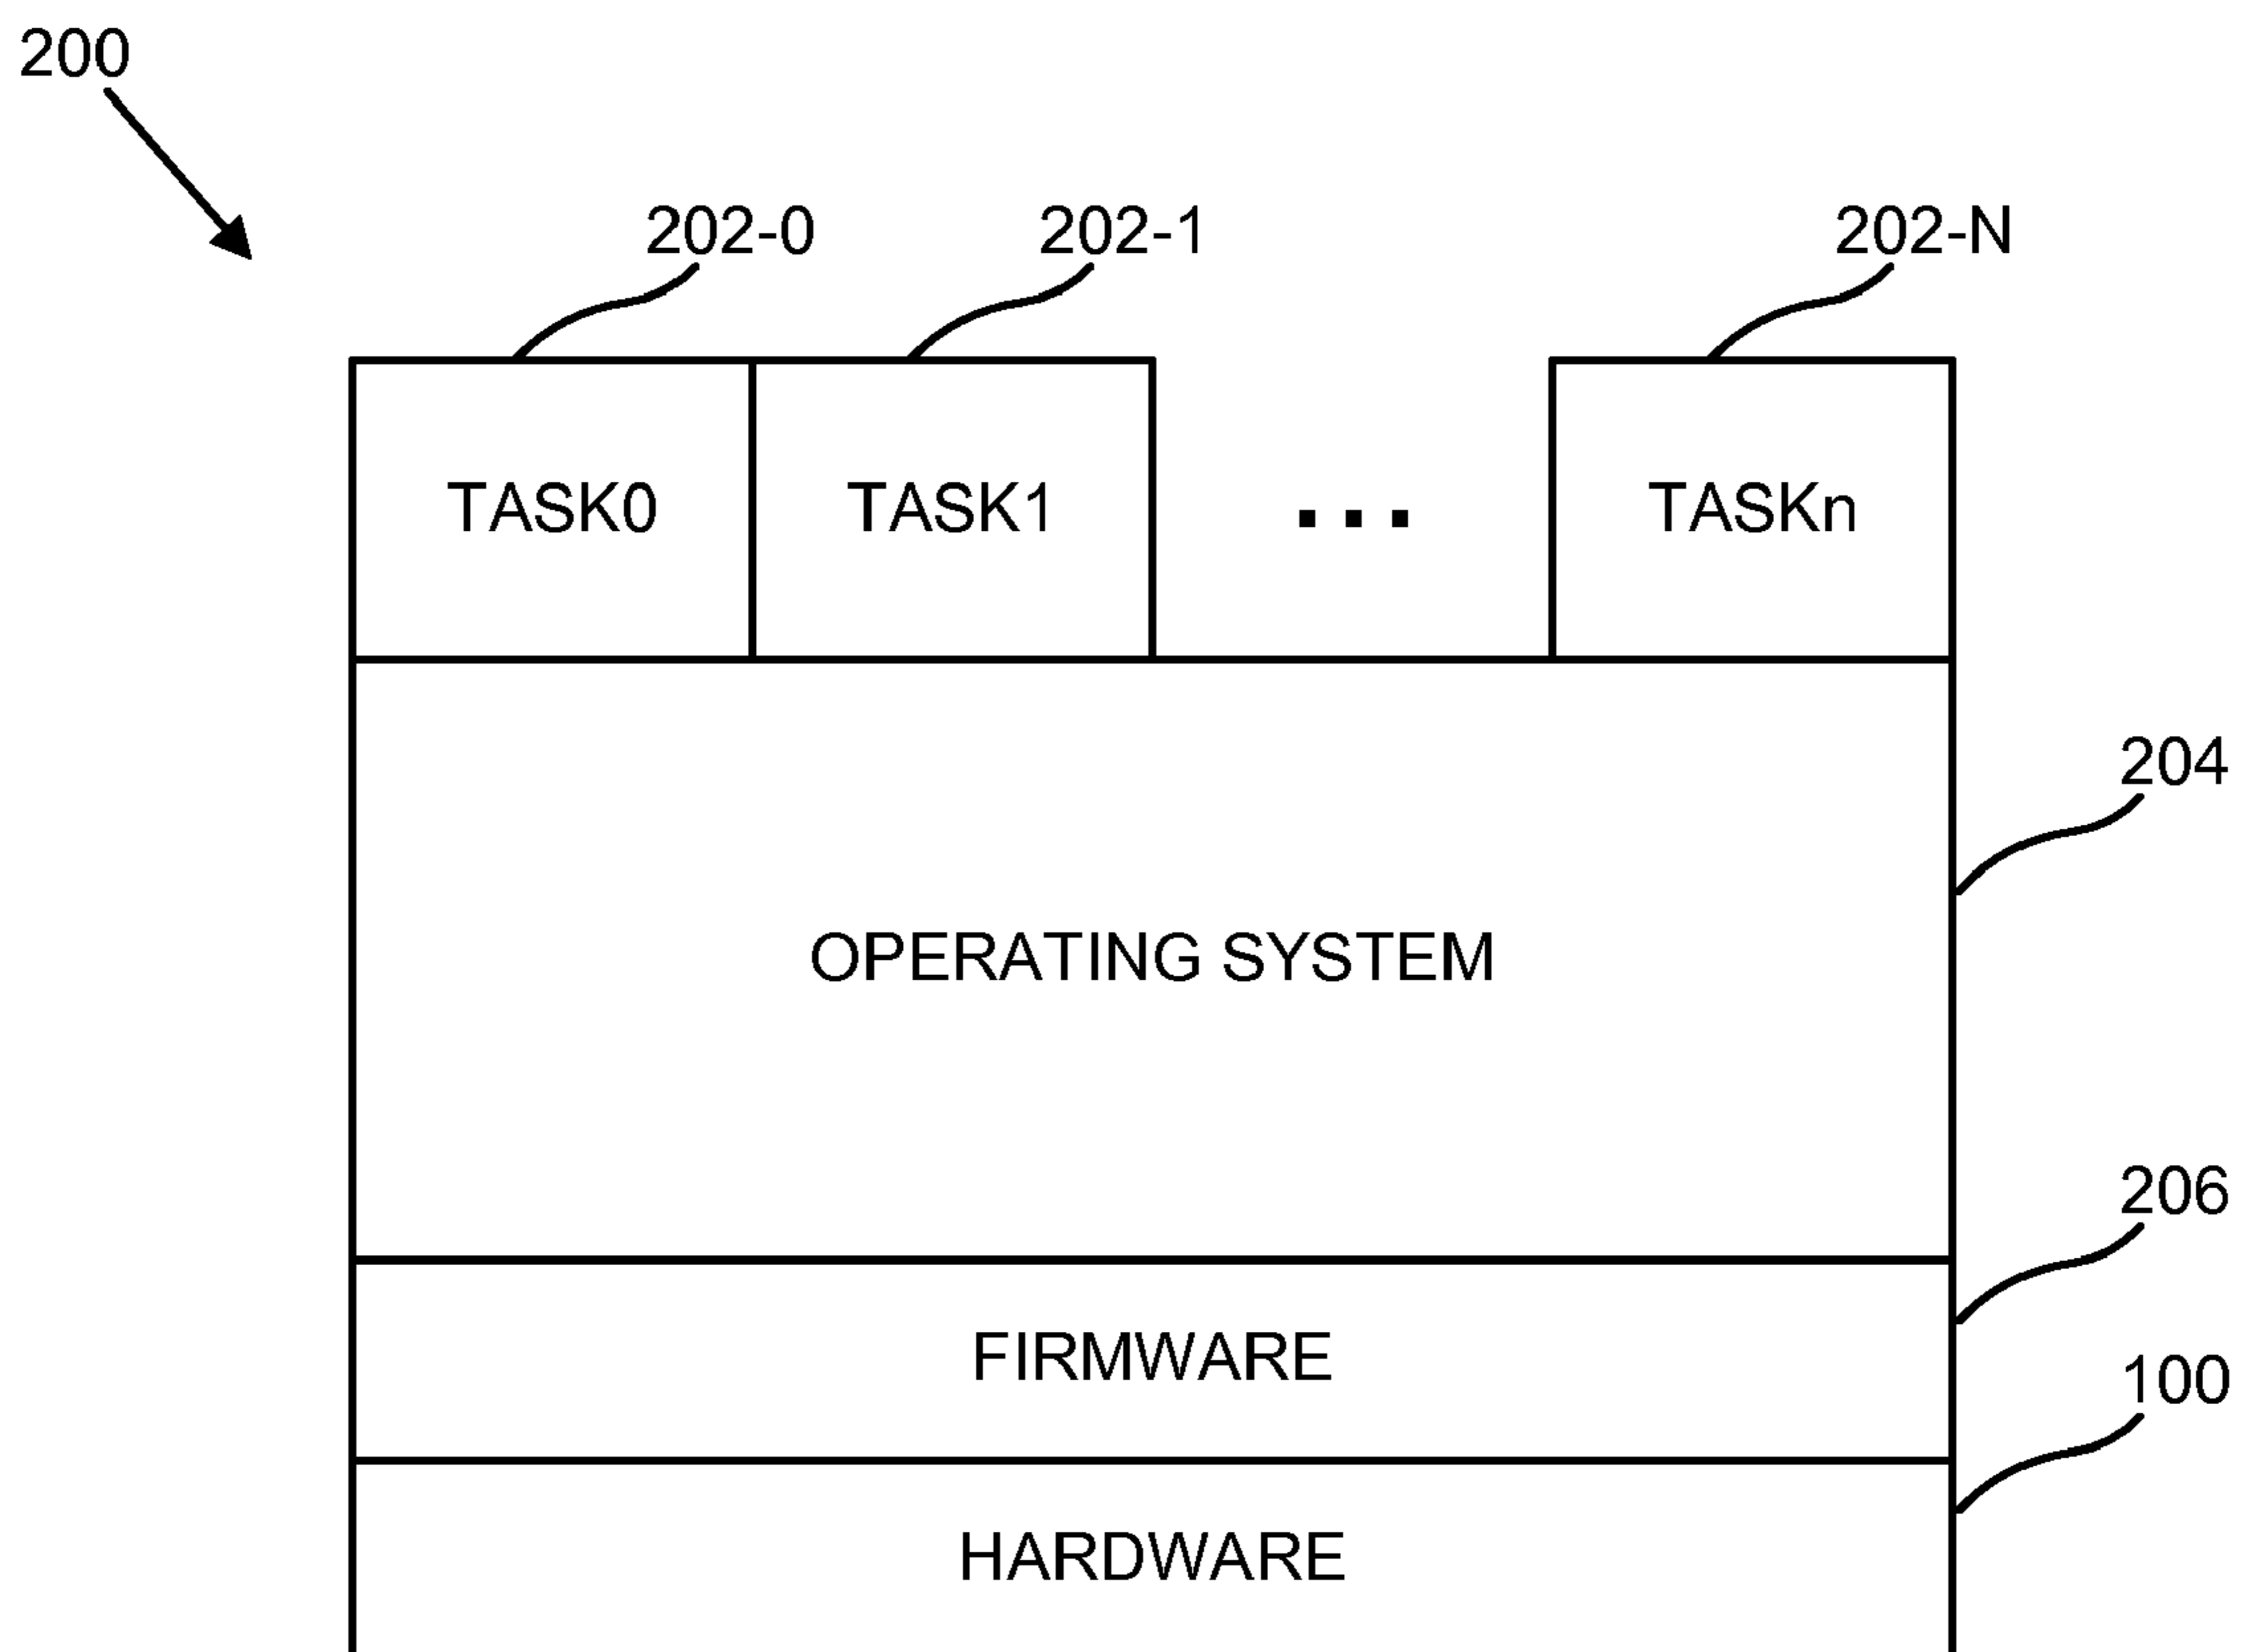 200
202-0 202-1 202-N
TASK0 TASK1 ... TASKn
204
OPERATING SYSTEM
206
FIRMWARE
100
HARDWARE